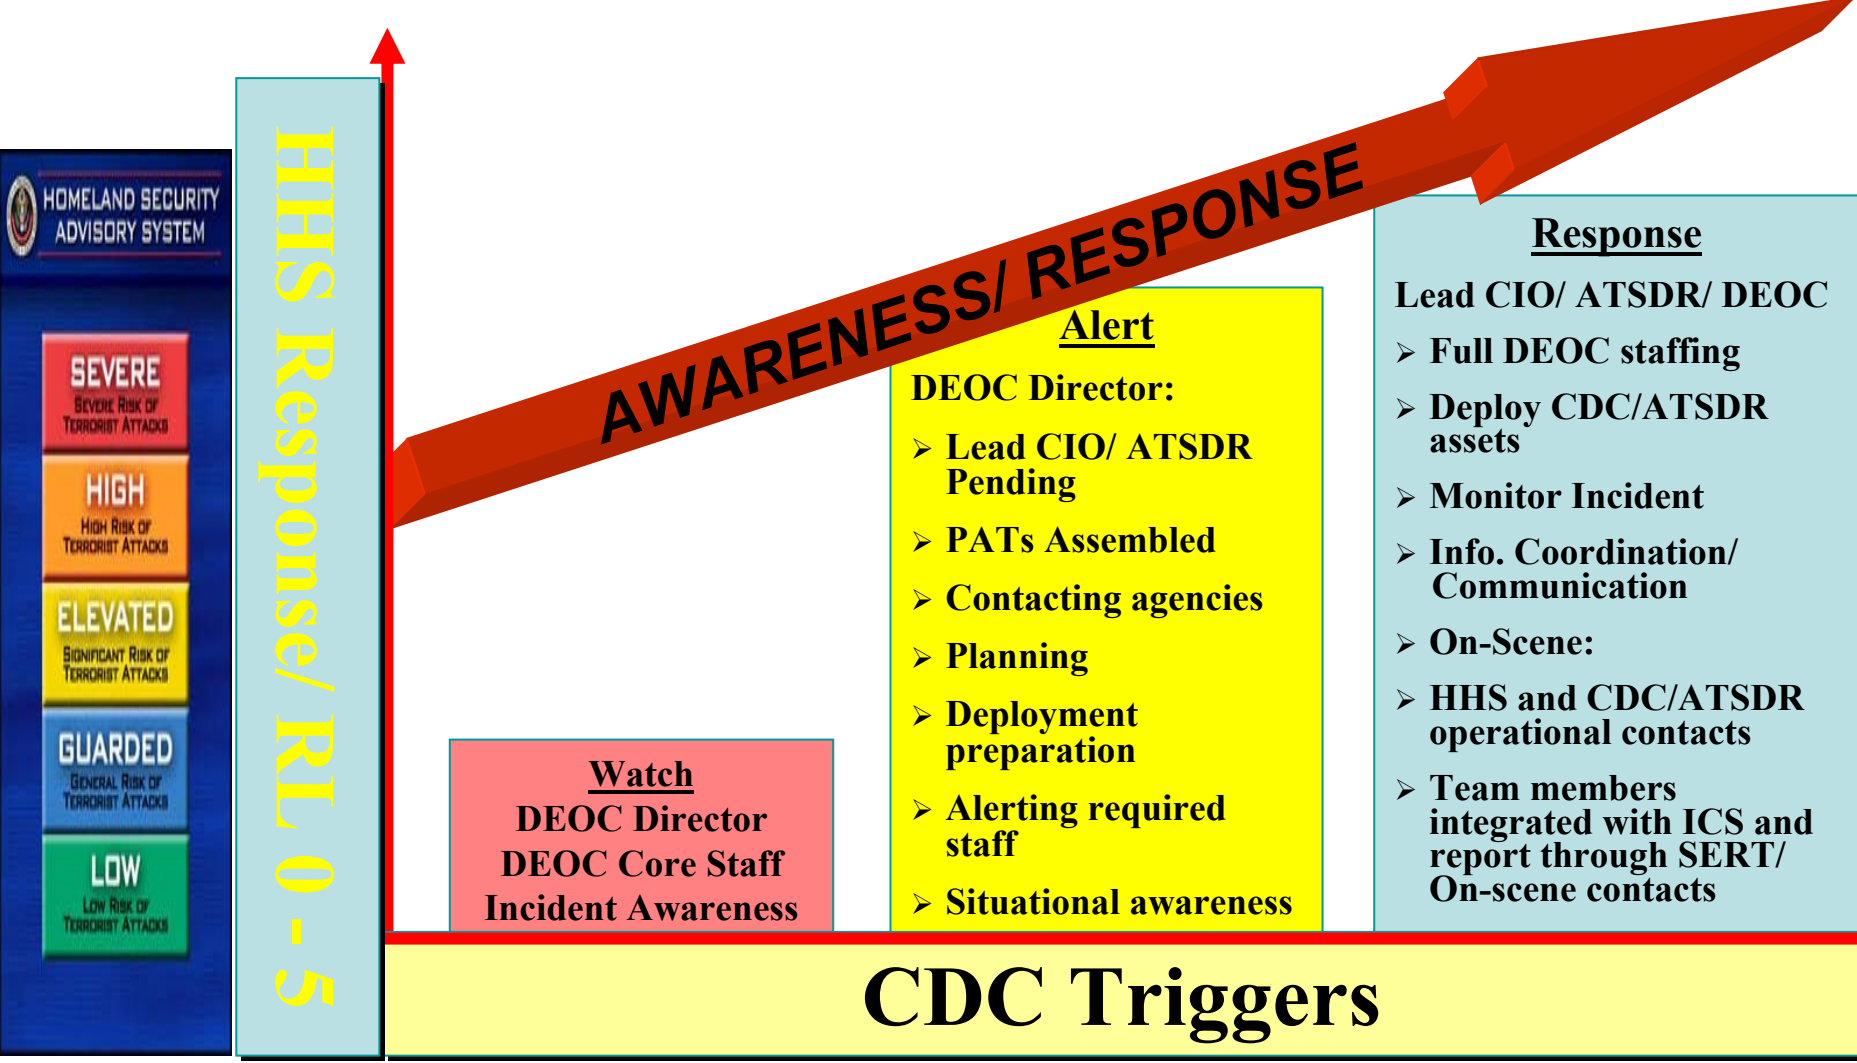 HOMELAND SECURITY
ADVISORY SYSTEM
SEVERE
SEVERE RISK OF
TERRORIST ATTACKS
HIGH
HIGH RISK OF
TERRORIST ATTACKS
ELEVATED
SIGNIFICANT RISK OF
TERRORIST ATTACKS
GUARDED
GENERAL RISK OF
TERRORIST ATTACKS
LOW
LOW RISK OF
TERRORIST ATTACKS
HHS Response/ RL 0 - 5
AWARENESS/ RESPONSE
Watch
DEOC Director
DEOC Core Staff
Incident Awareness
Alert
DEOC Director:
➢ Lead CIO/ ATSDR
Pending
➢ PATs Assembled
➢ Contacting agencies
➢ Planning
➢ Deployment
preparation
➢ Alerting required
staff
➢ Situational awareness
Response
Lead CIO/ ATSDR/ DEOC
➢ Full DEOC staffing
➢ Deploy CDC/ATSDR
assets
➢ Monitor Incident
➢ Info. Coordination/
Communication
➢ On-Scene:
➢ HHS and CDC/ATSDR
operational contacts
➢ Team members
integrated with ICS and
report through SERT/
On-scene contacts
CDC Triggers